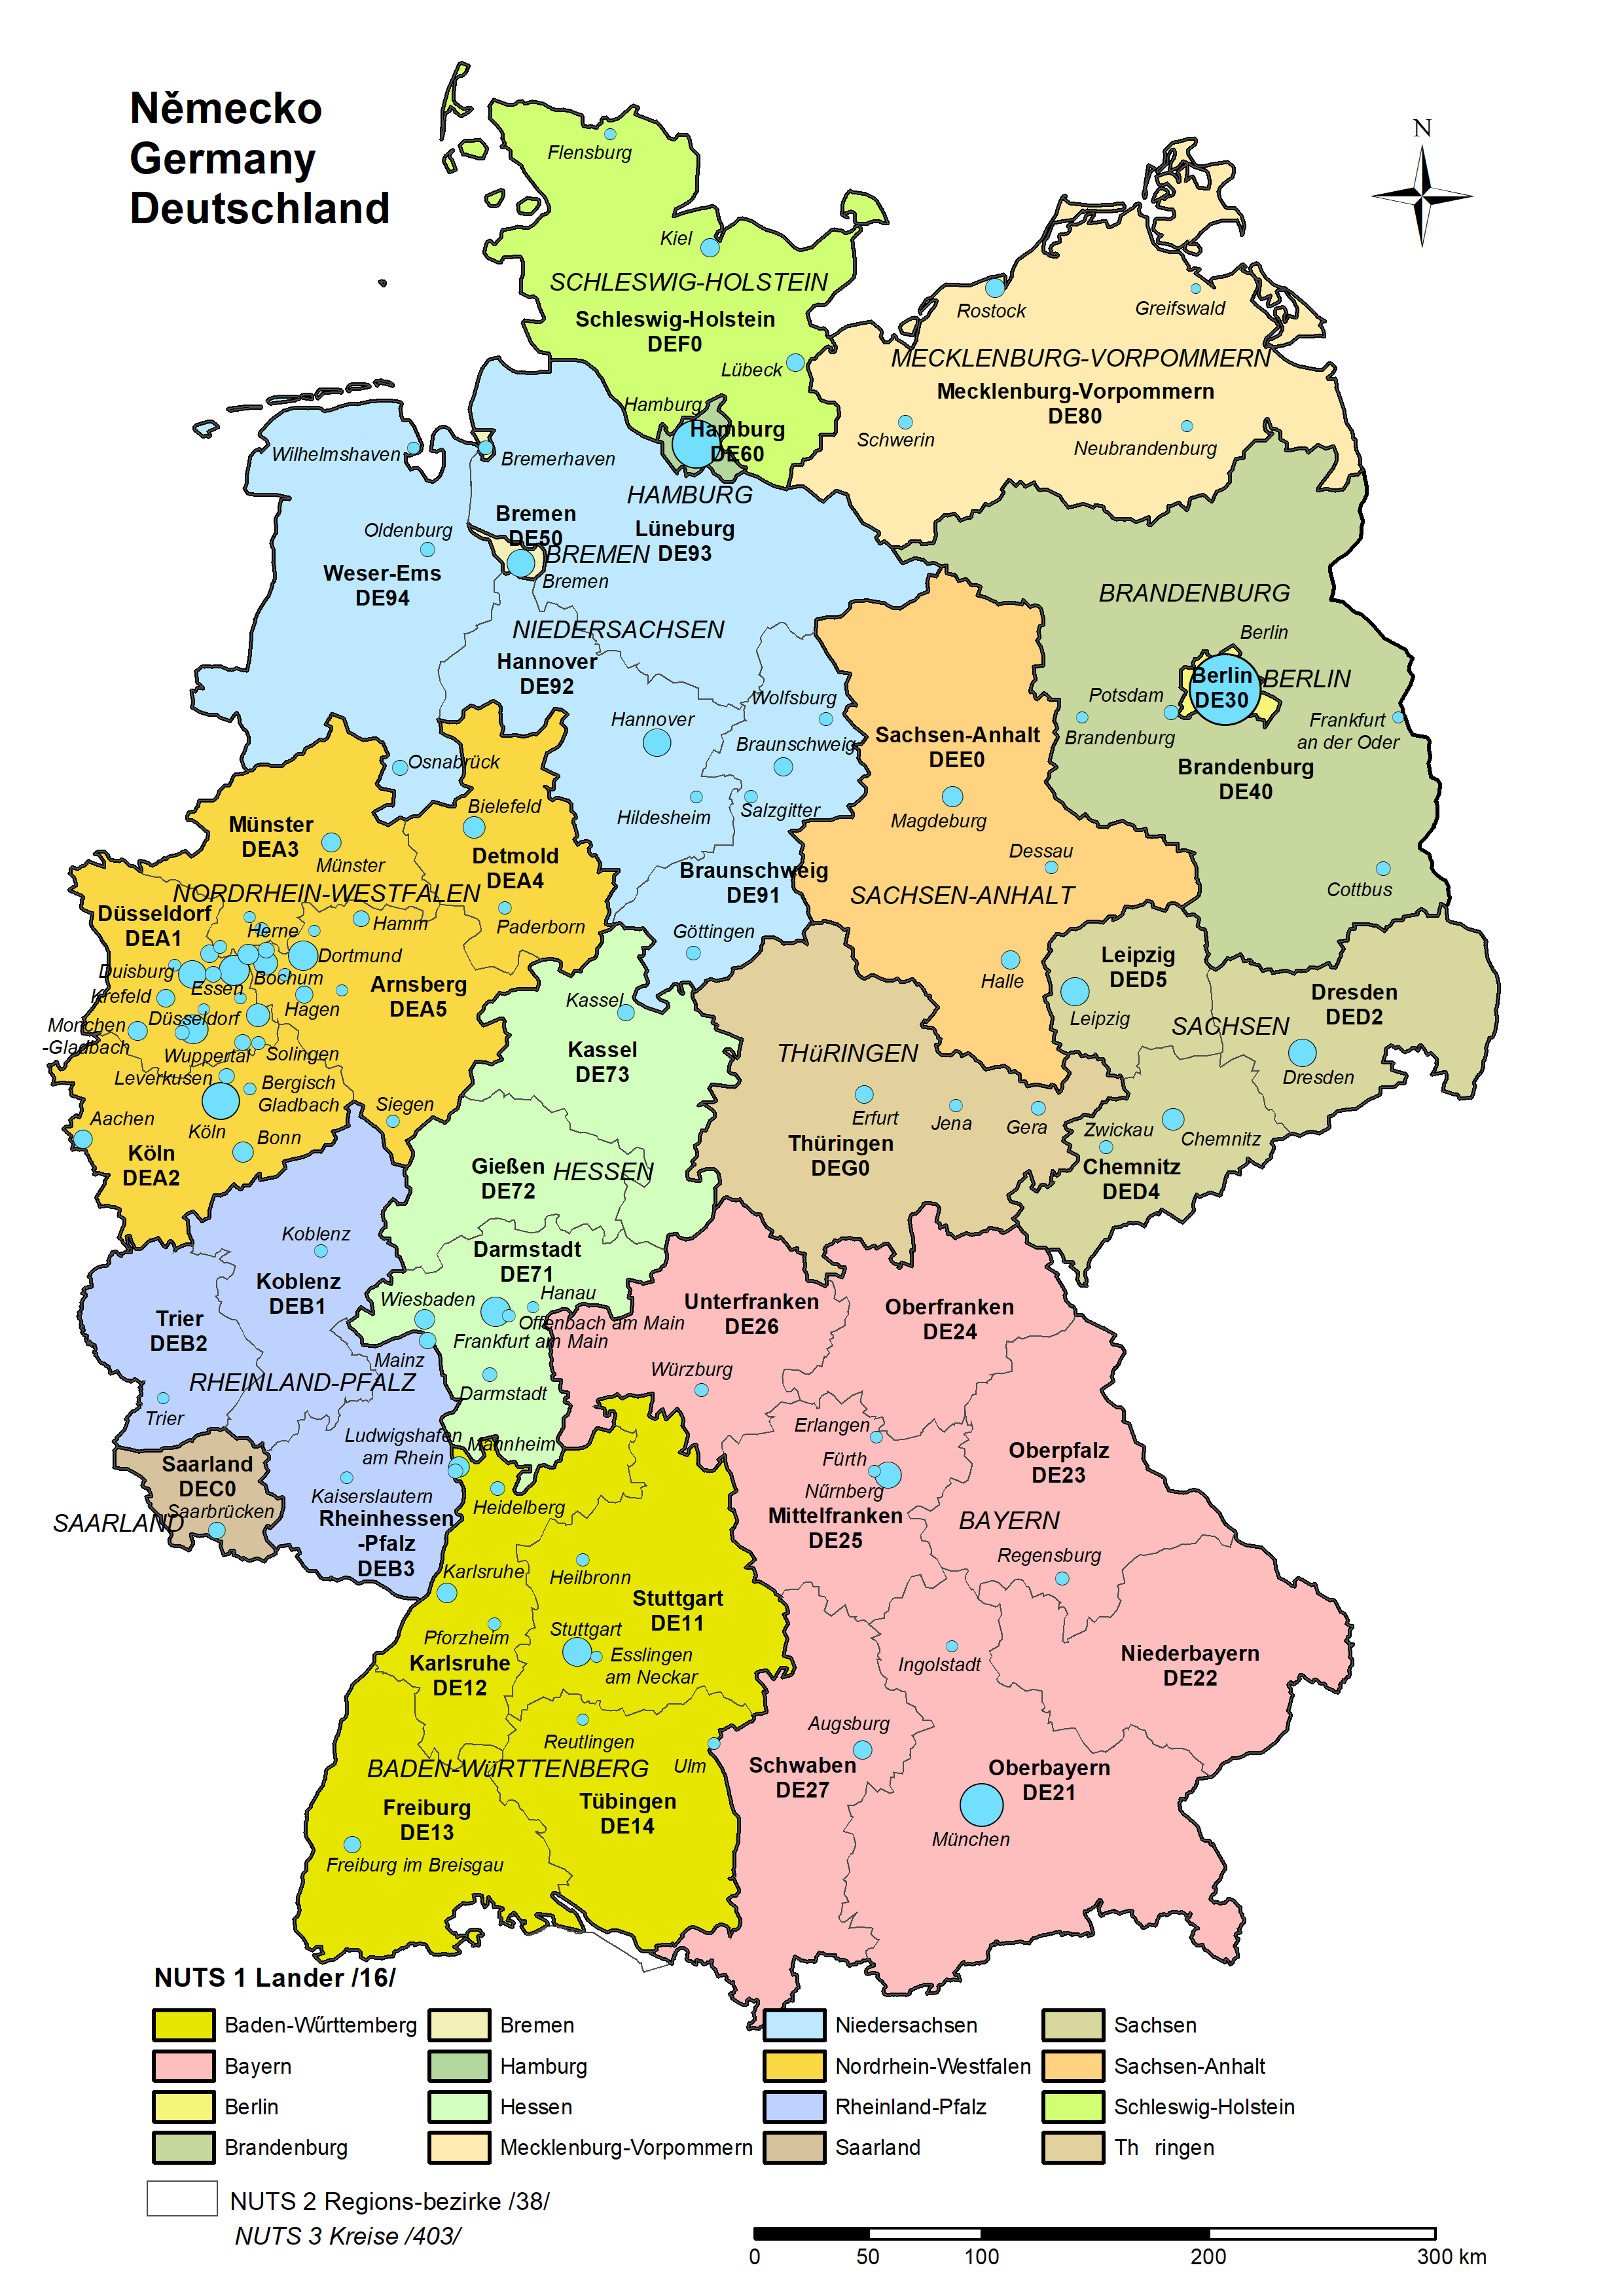 Německo
Germany
Deutschland
N
Flensburg
Kiel
SCHLESWIG-HOLSTEIN
Schleswig-Holstein
DEF0
Lübeck
Hamburg
Hamburg
DE60
Rostock
Greifswald
MECKLENBURG-VORPOMMERN
Mecklenburg-Vorpommern
DE80
Schwerin
Neubrandenburg
Wilhelmshaven
Bremerhaven
HAMBURG
Bremen
DE50
Lüneburg
DE93
Oldenburg
BREMEN
Bremen
Weser-Ems
DE94
NIEDERSACHSEN
Hannover
DE92
Hannover
Wolfsburg
Braunschweig
Osnabrück
Hildesheim
Salzgitter
Braunschweig
DE91
Göttingen
BRANDENBURG
Berlin
Berlin
DE30
BERLIN
Potsdam
Brandenburg
Frankfurt
an der Oder
Brandenburg
DE40
Cottbus
Sachsen-Anhalt
DEE0
Magdeburg
Dessau
SACHSEN-ANHALT
Halle
Bielefeld
Münster
DEA3
Münster
Detmold
DEA4
NORDRHEIN-WESTFALEN
Düsseldorf
DEA1
Herne
Hamm
Paderborn
Dortmund
Duisburg
Bochum
Essen
Arnsberg
DEA5
Krefeld
Hagen
Düsseldorf
Monchen
-Gladbach
Wuppertal
Solingen
Leverkusen
Bergisch
Gladbach
Aachen
Köln
Bonn
Siegen
Köln
DEA2
Kassel
Kassel
DE73
Gießen
DE72
HESSEN
Darmstadt
DE71
Wiesbaden
Hanau
Offenbach am Main
Frankfurt am Main
Darmstadt
Leipzig
DED5
Leipzig
SACHSEN
Dresden
DED2
Dresden
THüRINGEN
Erfurt
Jena
Gera
Thüringen
DEG0
Zwickau
Chemnitz
Chemnitz
DED4
Koblenz
Koblenz
DEB1
Trier
DEB2
Mainz
RHEINLAND-PFALZ
Trier
Ludwigshafen
am Rhein
Mannheim
Kaiserslautern
Rheinhessen
-Pfalz
DEB3
Saarland
DEC0
Saarbrücken
SAARLAND
Unterfranken
DE26
Oberfranken
DE24
Würzburg
Erlangen
Fürth
Nűrnberg
Mittelfranken
DE25
Oberpfalz
DE23
BAYERN
Regensburg
Heidelberg
Karlsruhe
Heilbronn
Stuttgart
DE11
Pforzheim
Stuttgart
Esslingen
am Neckar
Karlsruhe
DE12
Reutlingen
Ulm
BADEN-WüRTTENBERG
Freiburg
DE13
Tübingen
DE14
Freiburg im Breisgau
Ingolstadt
Niederbayern
DE22
Augsburg
Schwaben
DE27
Oberbayern
DE21
München
NUTS 1 Lander /16/
Baden-Wűrttemberg
Bremen
Niedersachsen
Sachsen
Bayern
Hamburg
Nordrhein-Westfalen
Sachsen-Anhalt
Berlin
Hessen
Rheinland-Pfalz
Schleswig-Holstein
Brandenburg
Mecklenburg-Vorpommern
Saarland
Th ringen
NUTS 2 Regions-bezirke /38/
NUTS 3 Kreise /403/
0 50 100 200 300 km